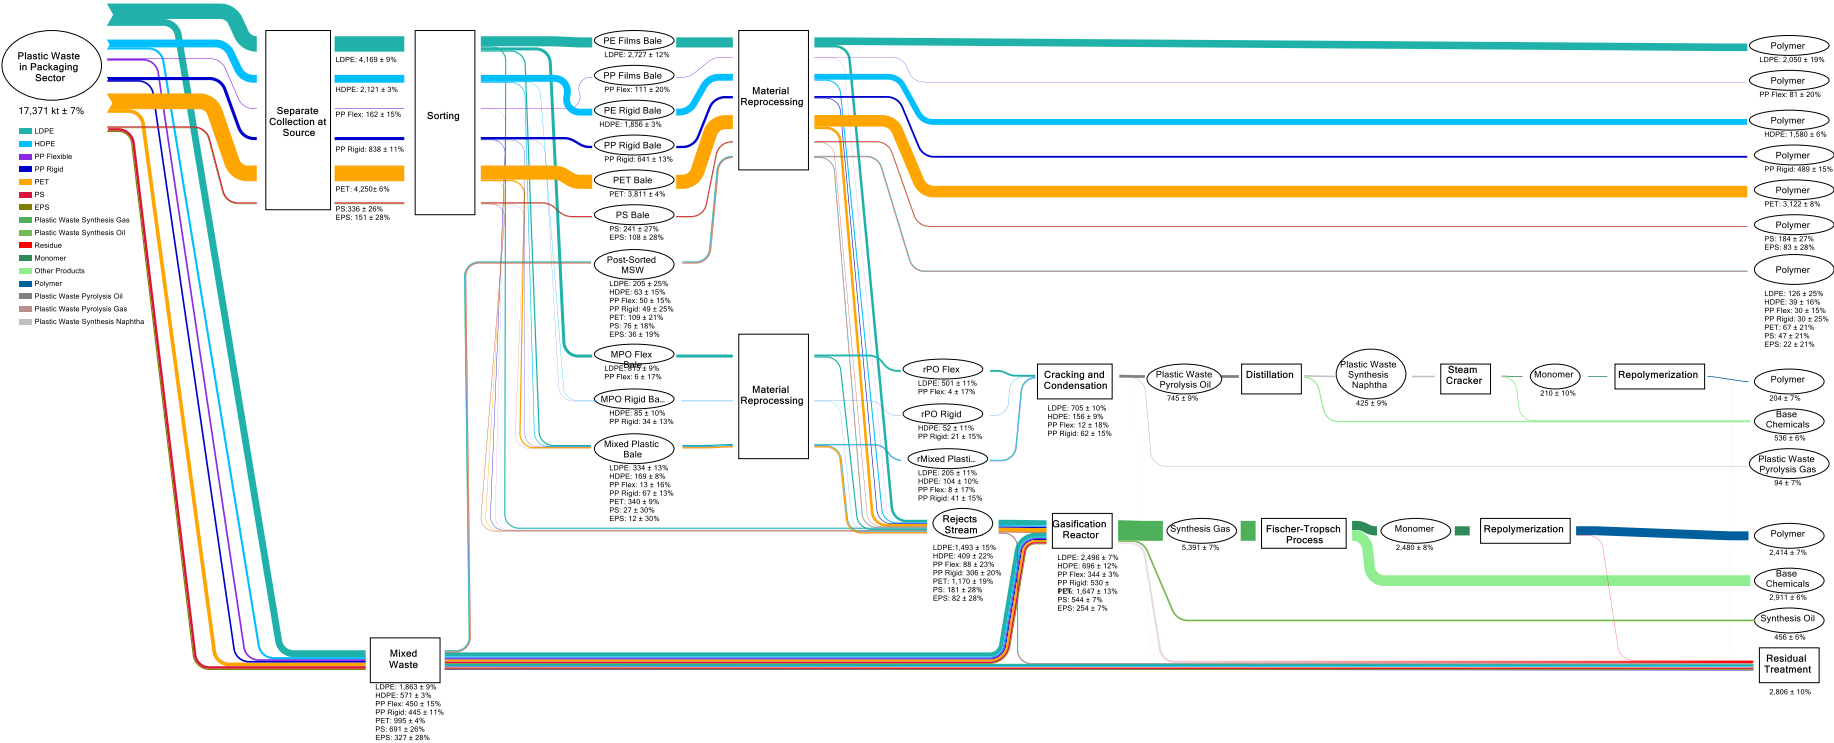 Plastic Waste
in Packaging
Sector
17,371 kt ± 7%
LDPE
HDPE
PP Flexible
PP Rigid
PET
PS
EPS
Plastic Waste Synthesis Gas
Plastic Waste Synthesis Oil
Residue
Monomer
Other Products
Polymer
Plastic Waste Pyrolysis Oil
Plastic Waste Pyrolysis Gas
Plastic Waste Synthesis Naphtha
Separate
Collection at
Source
LDPE: 4,169 ± 9%
HDPE: 2,121 ± 3%
PP Flex: 162 ± 15%
PP Rigid: 838 ± 11%
PET: 4,250± 6%
PS:336 ± 26%
EPS: 151 ± 28%
Sorting
PE Films Bale
LDPE: 2,727 ± 12%
PP Films Bale
PP Flex: 111 ± 20%
PE Rigid Bale
HDPE: 1,856 ± 3%
PP Rigid Bale
PP Rigid: 641 ± 13%
PET Bale
PET: 3,811 ± 4%
PS Bale
PS: 241 ± 27%
EPS: 108 ± 28%
Post-Sorted
MSW
LDPE: 205 ± 25%
HDPE: 63 ± 15%
PP Flex: 50 ± 15%
PP Rigid: 49 ± 25%
PET: 109 ± 21%
PS: 76 ± 18%
EPS: 36 ± 19%
MPO Flex
Bale
LDPE: 815 ± 9%
PP Flex: 6 ± 17%
MPO Rigid Ba...
HDPE: 85 ± 10%
PP Rigid: 34 ± 13%
Mixed Plastic
Bale
LDPE: 334 ± 13%
HDPE: 169 ± 8%
PP Flex: 13 ± 16%
PP Rigid: 67 ± 13%
PET: 340 ± 9%
PS: 27 ± 30%
EPS: 12 ± 30%
Material
Reprocessing
Material
Reprocessing
rPO Flex
LDPE: 501 ± 11%
PP Flex: 4 ± 17%
rPO Rigid
HDPE: 52 ± 11%
PP Rigid: 21 ± 15%
rMixed Plasti...
LDPE: 205 ± 11%
HDPE: 104 ± 10%
PP Flex: 8 ± 17%
PP Rigid: 41 ± 15%
Rejects
Stream
LDPE:1,493 ± 15%
HDPE: 409 ± 22%
PP Flex: 88 ± 23%
PP Rigid: 306 ± 20%
PET: 1,170 ± 19%
PS: 181 ± 28%
EPS: 82 ± 28%
Cracking and
Condensation
LDPE: 705 ± 10%
HDPE: 156 ± 9%
PP Flex: 12 ± 18%
PP Rigid: 62 ± 15%
Gasification
Reactor
LDPE: 2,496 ± 7%
HDPE: 696 ± 12%
PP Flex: 344 ± 3%
PP Rigid: 530 ±
PET: 1,647 ± 13%
PS: 544 ± 7%
EPS: 254 ± 7%
Plastic Waste
Pyrolysis Oil
745 ± 9%
Distillation
Plastic Waste
Synthesis
Naphtha
425 ± 9%
Steam
Cracker
Monomer
210 ± 10%
Repolymerization
Synthesis Gas
5,391 ± 7%
Fischer-Tropsch
Process
Monomer
2,480 ± 8%
Repolymerization
Polymer
LDPE: 2,050 ± 19%
Polymer
PP Flex: 81 ± 20%
Polymer
HDPE: 1,580 ± 6%
Polymer
PP Rigid: 489 ± 15%
Polymer
PET: 3,122 ± 8%
Polymer
PS: 184 ± 27%
EPS: 83 ± 28%
Polymer
LDPE: 126 ± 25%
HDPE: 39 ± 16%
PP Flex: 30 ± 15%
PP Rigid: 30 ± 25%
PET: 67 ± 21%
PS: 47 ± 21%
EPS: 22 ± 21%
Polymer
204 ± 7%
Base
Chemicals
536 ± 6%
Plastic Waste
Pyrolysis Gas
94 ± 7%
Polymer
2,414 ± 7%
Base
Chemicals
2,911 ± 6%
Synthesis Oil
456 ± 6%
Residual
Treatment
2,806 ± 10%
Mixed
Waste
LDPE: 1,863 ± 9%
HDPE: 571 ± 3%
PP Flex: 450 ± 15%
PP Rigid: 445 ± 11%
PET: 995 ± 4%
PS: 691 ± 26%
EPS: 327 ± 28%